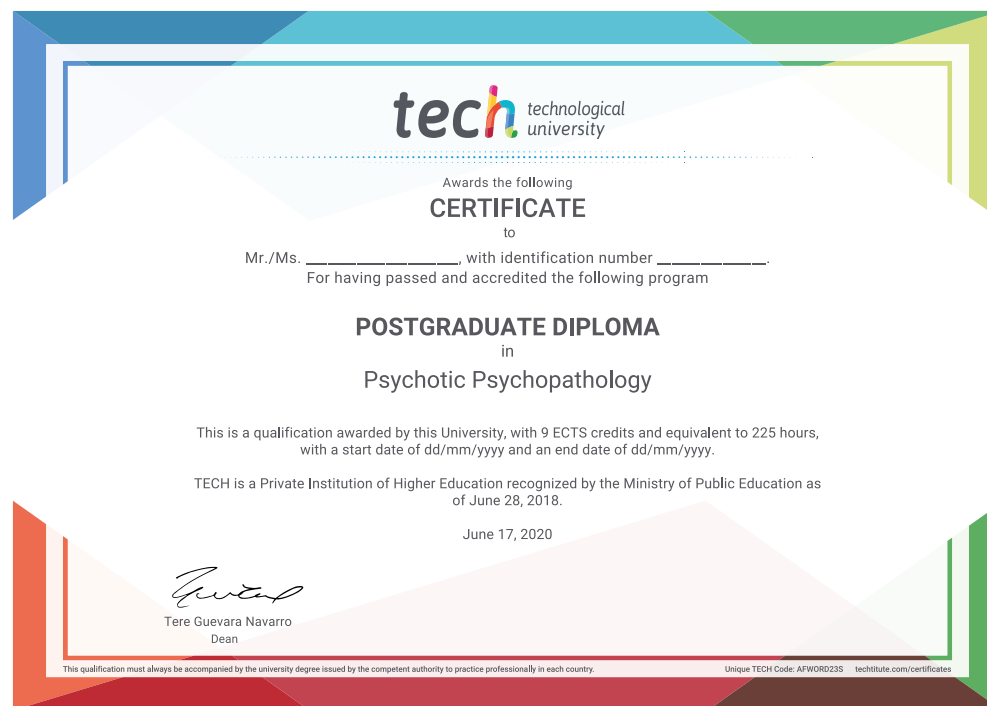 tech technological
university
Awards the following
CERTIFICATE
to
Mr./Ms. _______________, with identification number ___________.
For having passed and accredited the following program
POSTGRADUATE DIPLOMA
in
Psychotic Psychopathology
This is a qualification awarded by this University, with 9 ECTS credits and equivalent to 225 hours,
with a start date of dd/mm/yyyy and an end date of dd/mm/yyyy.
TECH is a Private Institution of Higher Education recognized by the Ministry of Public Education as
of June 28, 2018.
June 17, 2020
Tere Guevara Navarro
Dean
This qualification must always be accompanied by the university degree issued by the competent authority to practice professionally in each country.
Unique TECH Code: AFWORD23S techtitute.com/certificates